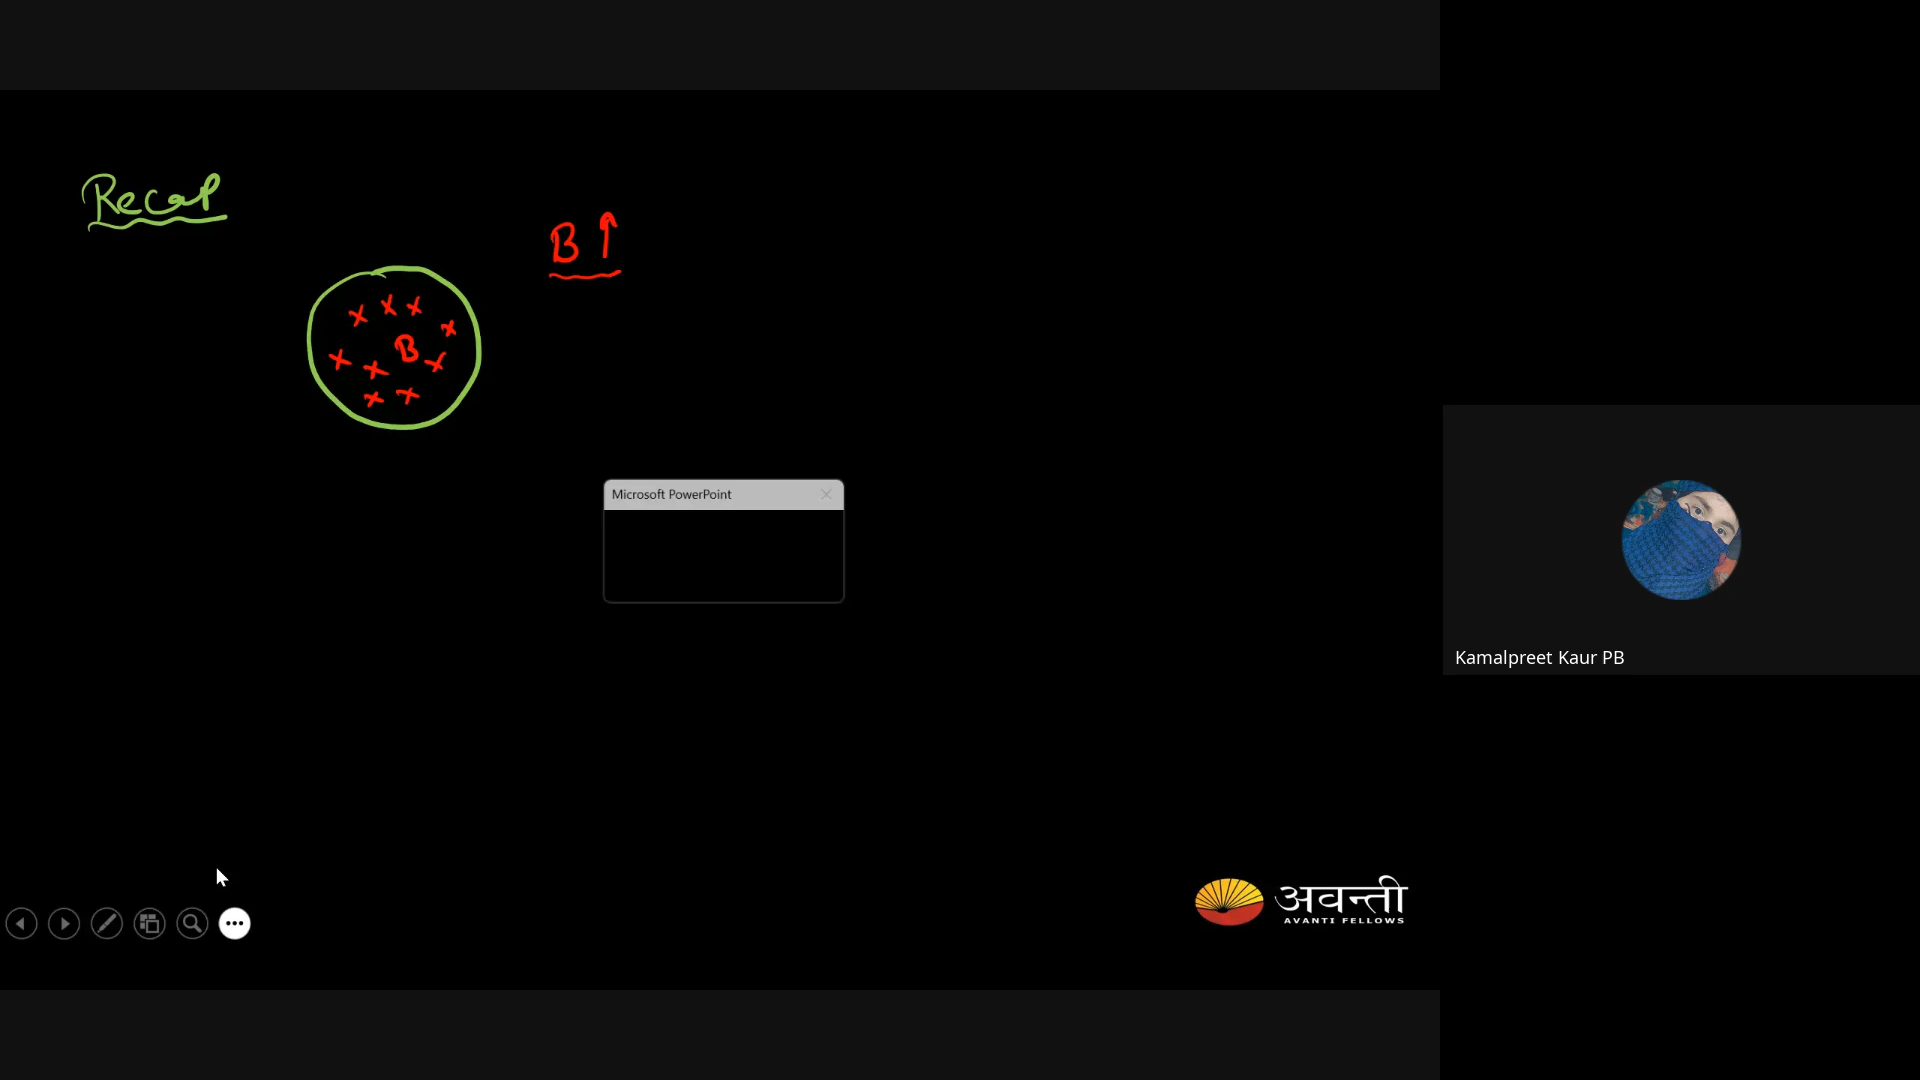 Recap
B ↑
x x x
x
B
x x x
x x
Microsoft PowerPoint
Kamalpreet Kaur PB
अवन्ती
AVANTI FELLOWS